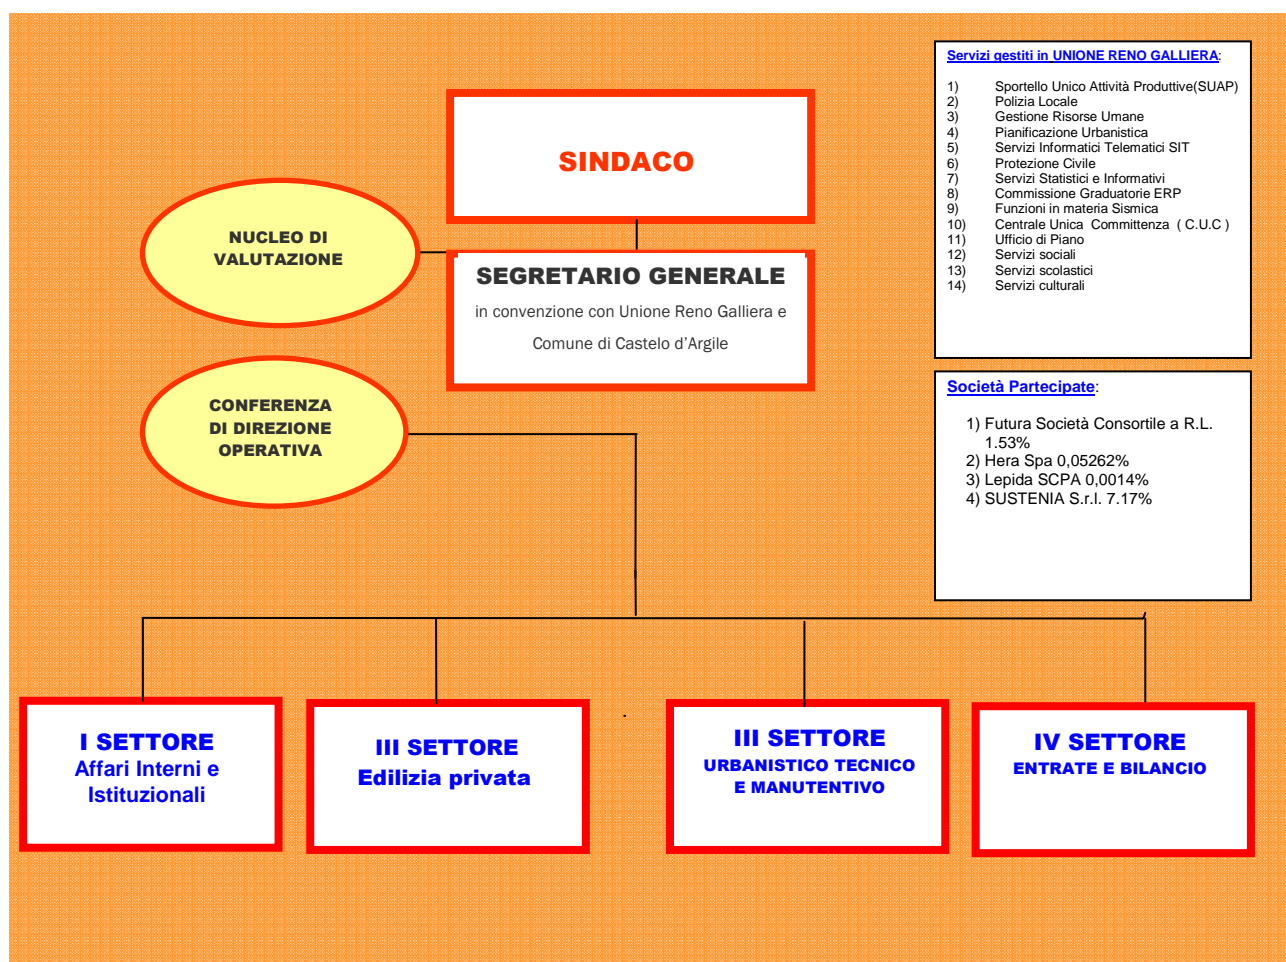 SINDACO
NUCLEO DI
VALUTAZIONE
SEGRETARIO GENERALE
in convenzione con Unione Reno Galliera e
Comune di Castelo d'Argile
CONFERENZA
DI DIREZIONE
OPERATIVA
Servizi gestiti in UNIONE RENO GALLIERA:
1) Sportello Unico Attività Produttive(SUAP)
2) Polizia Locale
3) Gestione Risorse Umane
4) Pianificazione Urbanistica
5) Servizi Informatici Telematici SIT
6) Protezione Civile
7) Servizi Statistici e Informativi
8) Commissione Graduatorie ERP
9) Funzioni in materia Sismica
10) Centrale Unica Committenza ( C.U.C )
11) Ufficio di Piano
12) Servizi sociali
13) Servizi scolastici
14) Servizi culturali
Società Partecipate:
1) Futura Società Consortile a R.L.
1.53%
2) Hera Spa 0,05262%
3) Lepida SCPA 0,0014%
4) SUSTENIA S.r.l. 7.17%
I SETTORE
Affari Interni e
Istituzionali
III SETTORE
Edilizia privata
.
III SETTORE
URBANISTICO TECNICO
E MANUTENTIVO
IV SETTORE
ENTRATE E BILANCIO